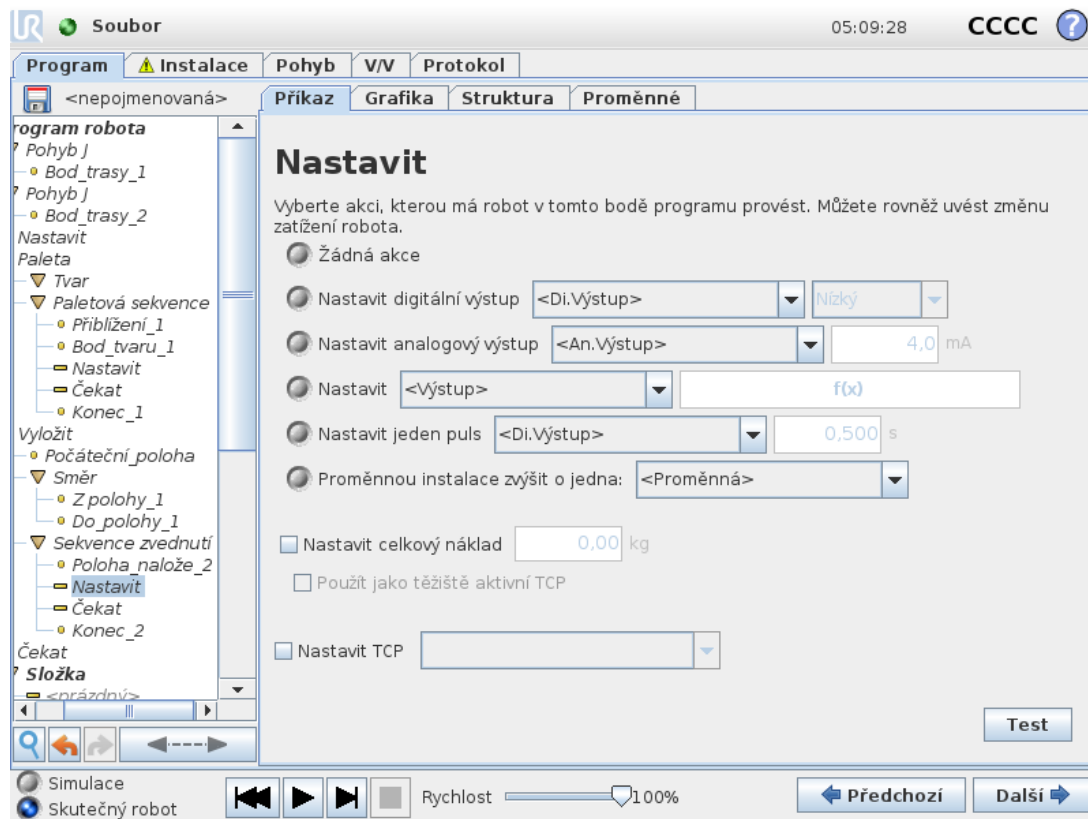 UR Soubor 05:09:28 CCCC ?
Program Instalace Pohyb V/V Protokol
<nepojmenovaná> Příkaz Grafika Struktura Proměnné
rogram robota
Pohyb J
Bod_trasy_1
Pohyb J
Bod_trasy_2
Nastavit
Paleta
Tvar
Paletová sekvence
Přiblížení_1
Bod_tvaru_1
Nastavit
Čekat
Konec_1
Vyložit
Počáteční_poloha
Směr
Z polohy_1
Do_polohy_1
Sekvence zvednutí
Poloha_nalože_2
Nastavit
Čekat
Konec_2
Čekat
Složka
<prázdný>
Nastavit
Vyberte akci, kterou má robot v tomto bodě programu provést. Můžete rovněž uvést změnu
zatížení robota.
Žádná akce
Nastavit digitální výstup <Di.Výstup> Nízký
Nastavit analogový výstup <An.Výstup> 4,0 mA
Nastavit <Výstup> f(x)
Nastavit jeden puls <Di.Výstup> 0,500 s
Proměnnou instalace zvýšit o jedna: <Proměnná>
Nastavit celkový náklad 0,00 kg
Použít jako těžiště aktivní TCP
Nastavit TCP
Test
Simulace
Skutečný robot
Rychlost 100%
Předchozí Další